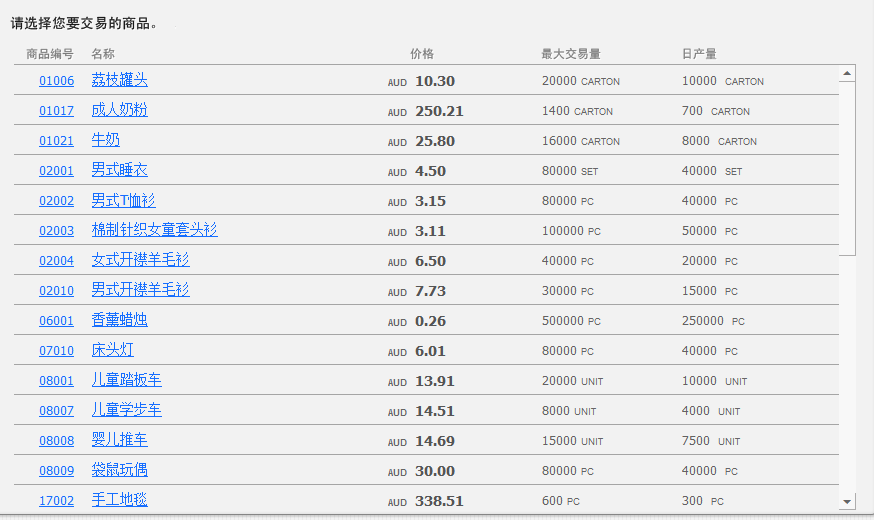 请选择您要交易的商品。
商品编号 名称 价格 最大交易量 日产量
01006 荔枝罐头 AUD 10.30 20000 CARTON 10000 CARTON
01017 成人奶粉 AUD 250.21 1400 CARTON 700 CARTON
01021 牛奶 AUD 25.80 16000 CARTON 8000 CARTON
02001 男式睡衣 AUD 4.50 80000 SET 40000 SET
02002 男式T恤衫 AUD 3.15 80000 PC 40000 PC
02003 棉制针织女童套头衫 AUD 3.11 100000 PC 50000 PC
02004 女式开襟羊毛衫 AUD 6.50 40000 PC 20000 PC
02010 男式开襟羊毛衫 AUD 7.73 30000 PC 15000 PC
06001 香薰蜡烛 AUD 0.26 500000 PC 250000 PC
07010 床头灯 AUD 6.01 80000 PC 40000 PC
08001 儿童踏板车 AUD 13.91 20000 UNIT 10000 UNIT
08007 儿童学步车 AUD 14.51 8000 UNIT 4000 UNIT
08008 婴儿推车 AUD 14.69 15000 UNIT 7500 UNIT
08009 袋鼠玩偶 AUD 30.00 80000 PC 40000 PC
17002 手工地毯 AUD 338.51 600 PC 300 PC